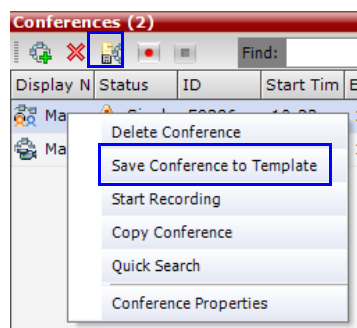 Conferences (2)
Find:
Display N Status ID Start Tim E
Ma
Ma
Delete Conference
Save Conference to Template
Start Recording
Copy Conference
Quick Search
Conference Properties